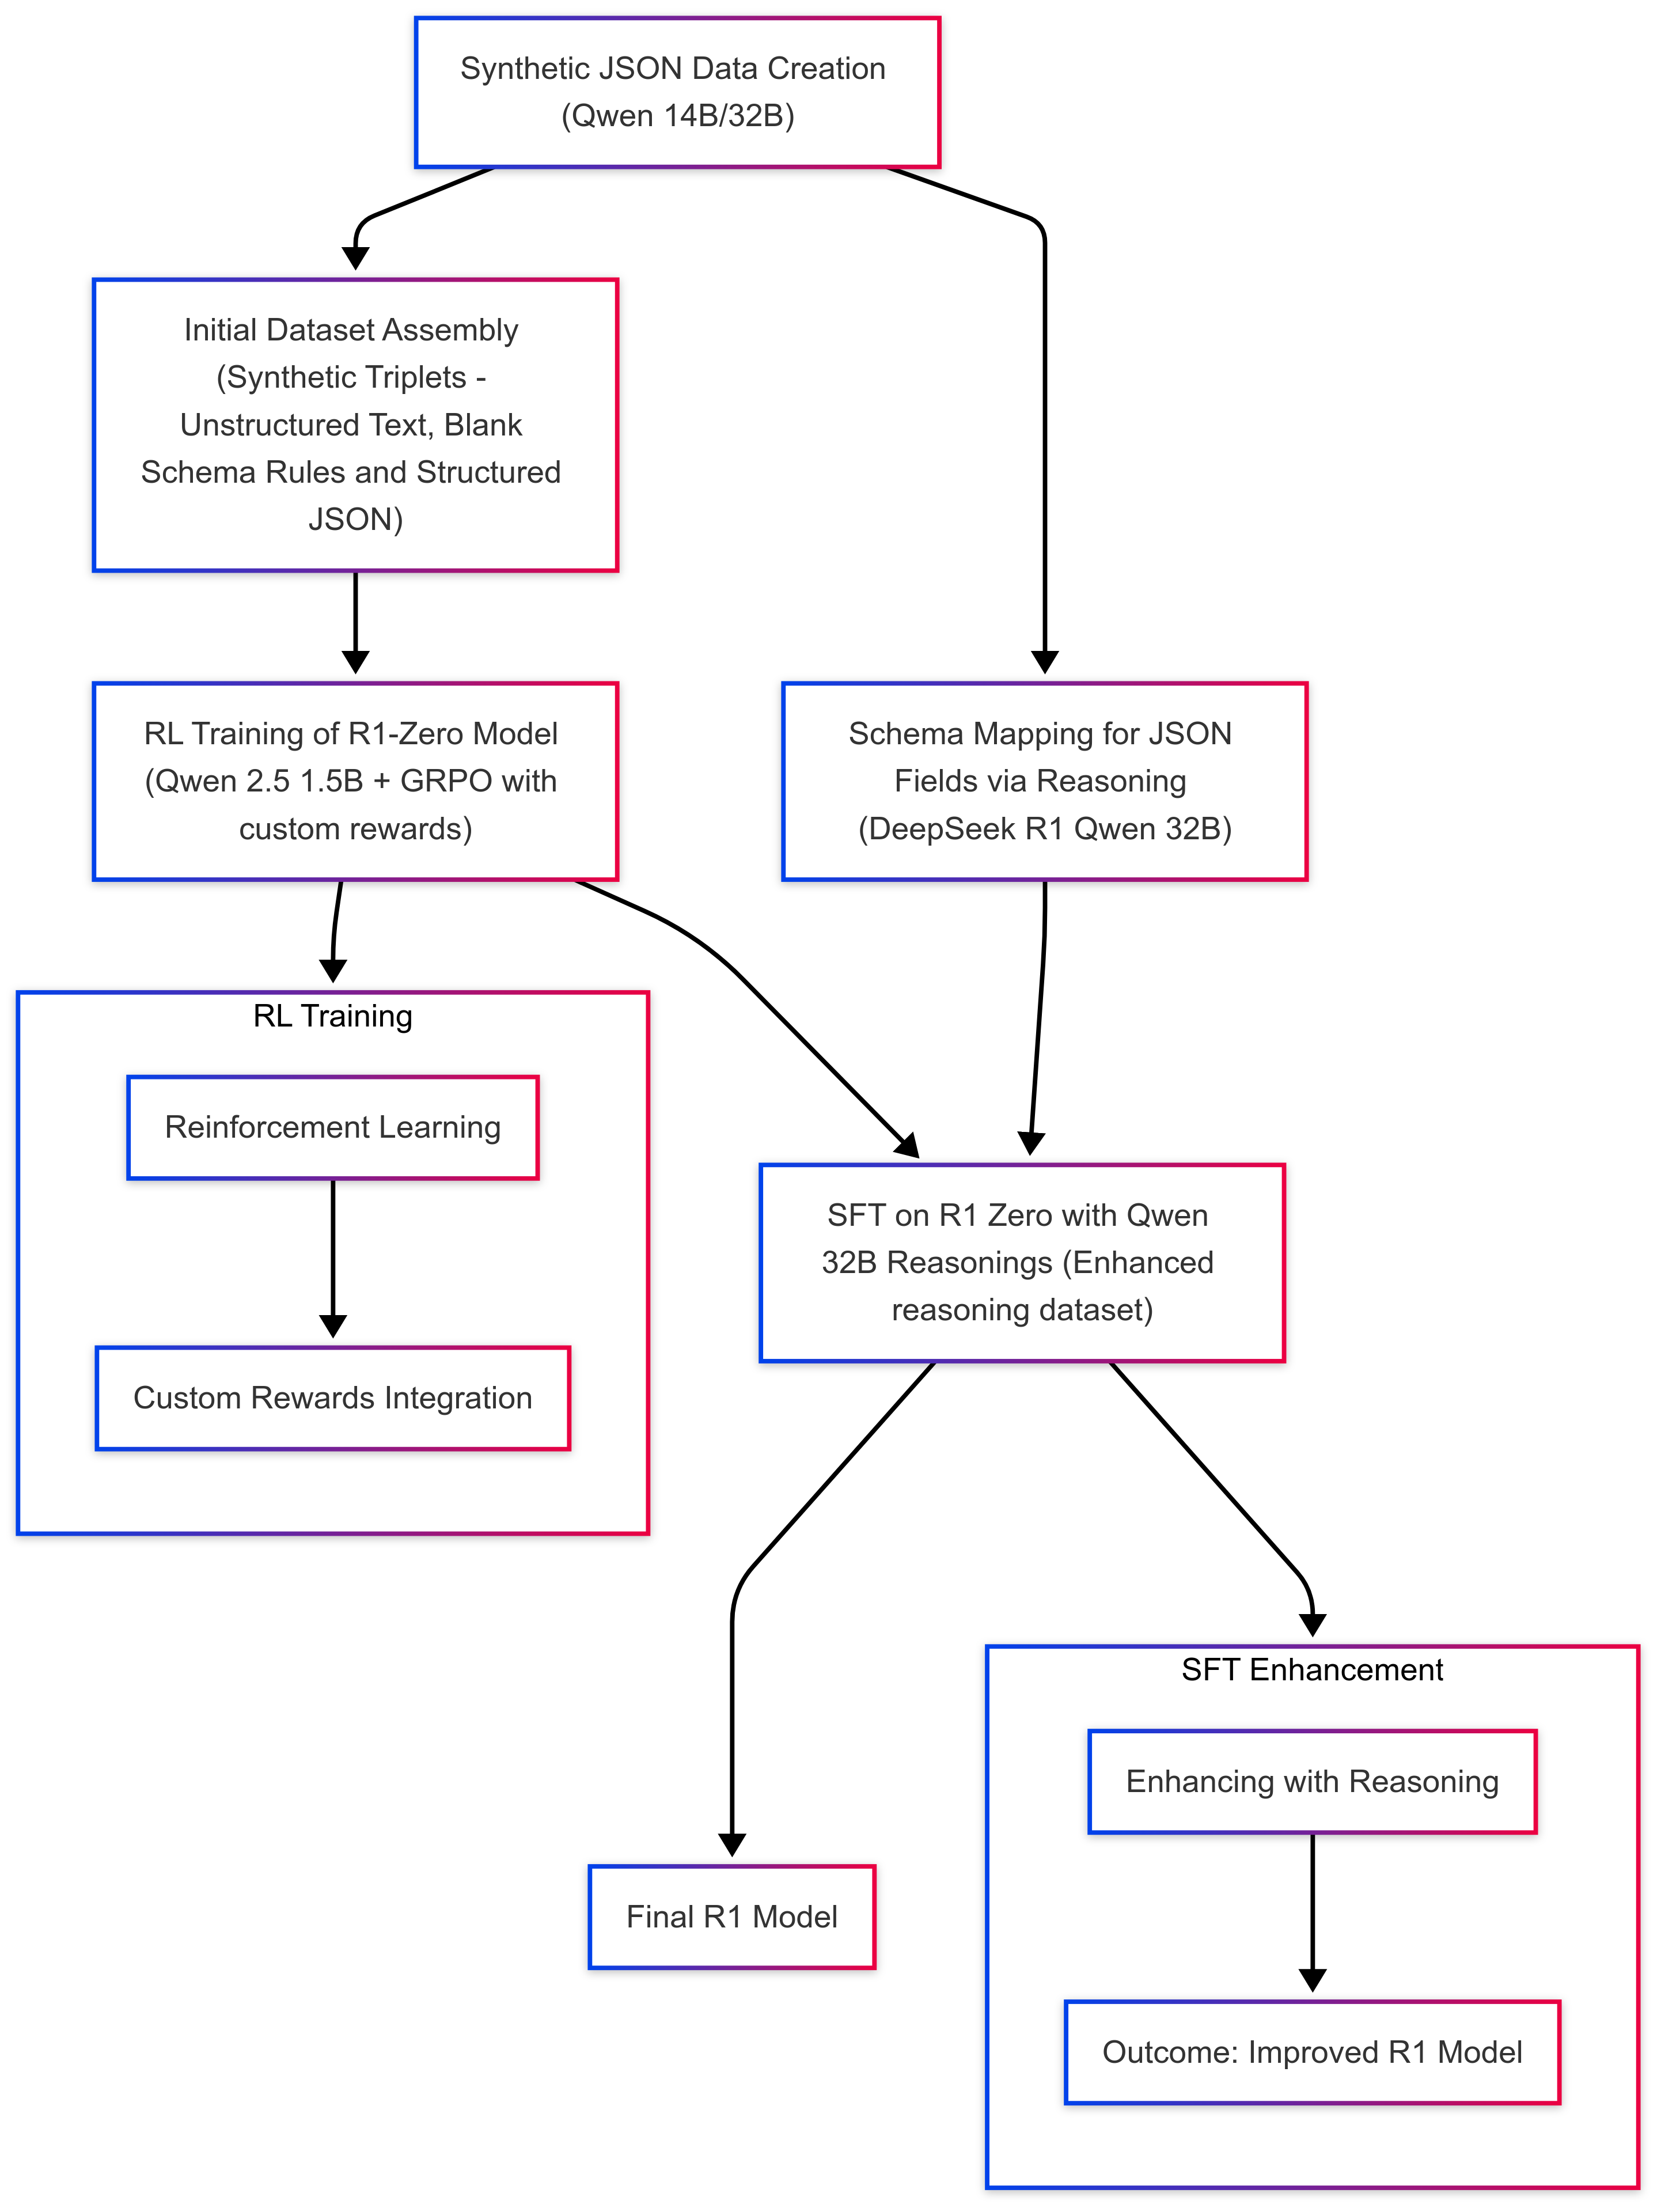 Synthetic JSON Data Creation
(Qwen 14B/32B)
Initial Dataset Assembly
(Synthetic Triplets -
Unstructured Text, Blank
Schema Rules and Structured
JSON)
RL Training of R1-Zero Model
(Qwen 2.5 1.5B + GRPO with
custom rewards)
Schema Mapping for JSON
Fields via Reasoning
(DeepSeek R1 Qwen 32B)
RL Training
Reinforcement Learning
Custom Rewards Integration
SFT on R1 Zero with Qwen
32B Reasonings (Enhanced
reasoning dataset)
Final R1 Model
SFT Enhancement
Enhancing with Reasoning
Outcome: Improved R1 Model